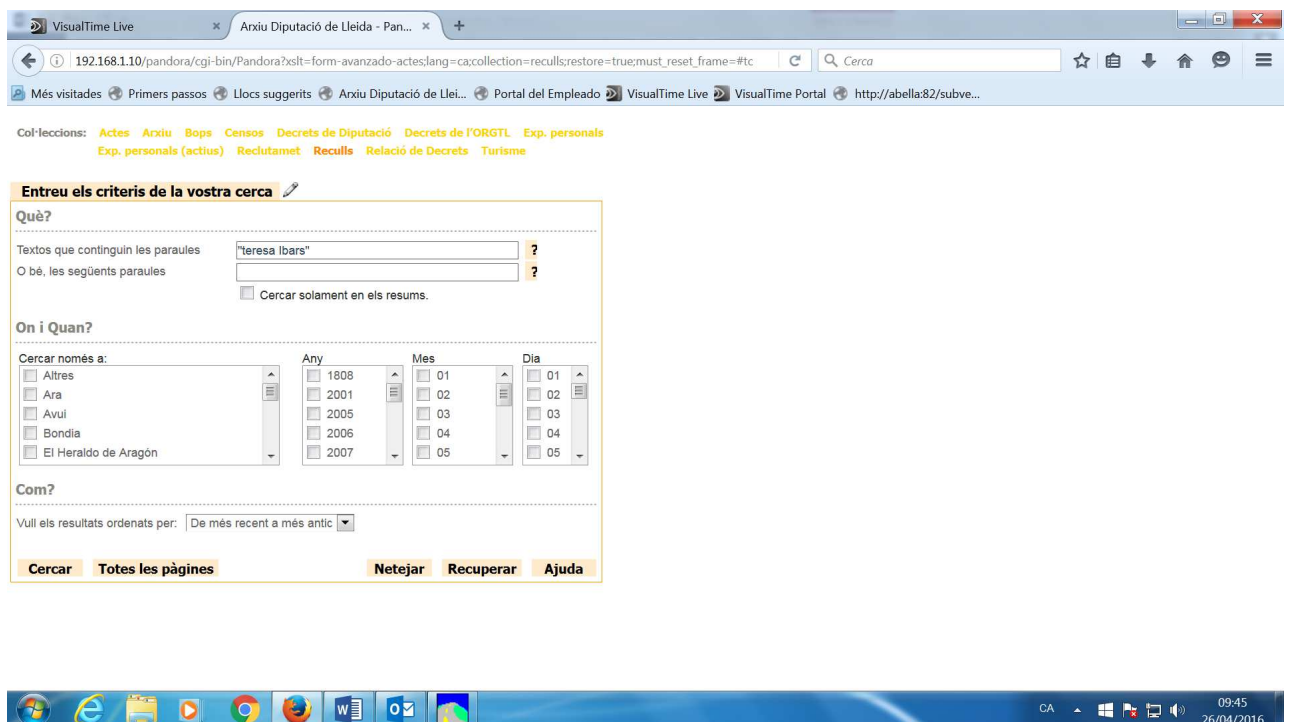 VisualTime Live × Arxiu Diputació de Lleida - Pan... × +
192.168.1.10/pandora/cgi-bin/Pandora?xslt=form-avanzado-actes;lang=ca;collection=reculls;restore=true;must_reset_frame=#tc Cerca
Més visitades Primers passos Llocs suggerits Arxiu Diputació de Llei... Portal del Empleado VisualTime Live VisualTime Portal http://abella:82/subve...
Col·leccions: Actes Arxiu Bops Censos Decrets de Diputació Decrets de l'ORGTL Exp. personals
Exp. personals (actius) Reclutamet Reculls Relació de Decrets Turisme
Entreu els criteris de la vostra cerca
Què?
Textos que continguin les paraules "teresa Ibars" ?
O bé, les següents paraules ?
Cercar solament en els resums.
On i Quan?
Cercar només a: Any Mes Dia
Altres 1808 01 01
Ara 2001 02 02
Avui 2005 03 03
Bondia 2006 04 04
El Heraldo de Aragón 2007 05 05
Com?
Vull els resultats ordenats per: De més recent a més antic
Cercar Totes les pàgines Netejar Recuperar Ajuda
CA 09:45
26/04/2016